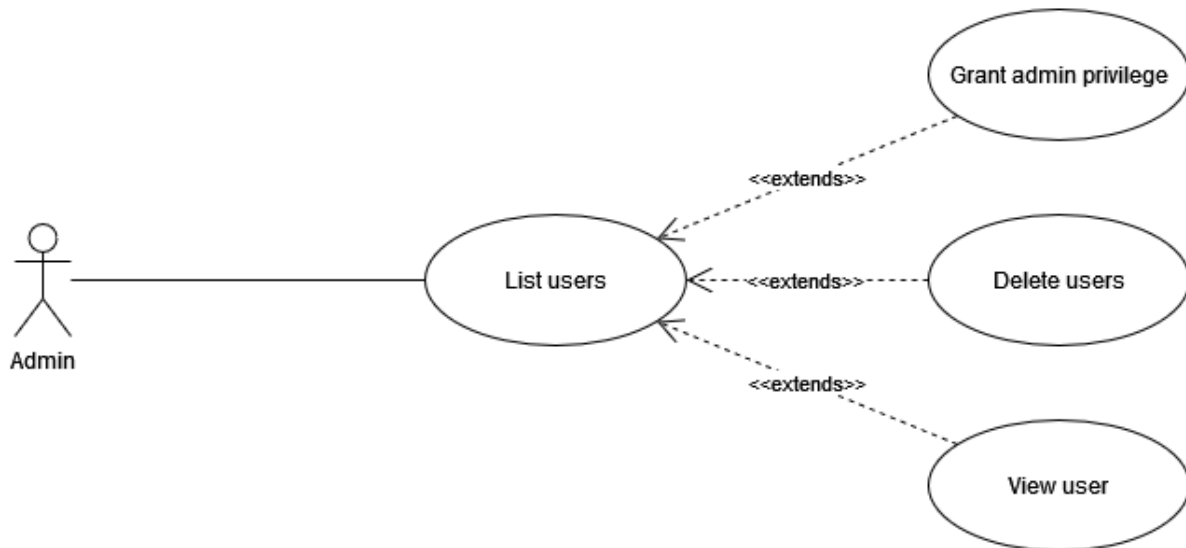 Grant admin privilege
<<extends>>
List users
<<extends>>
Delete users
Admin
<<extends>>
View user